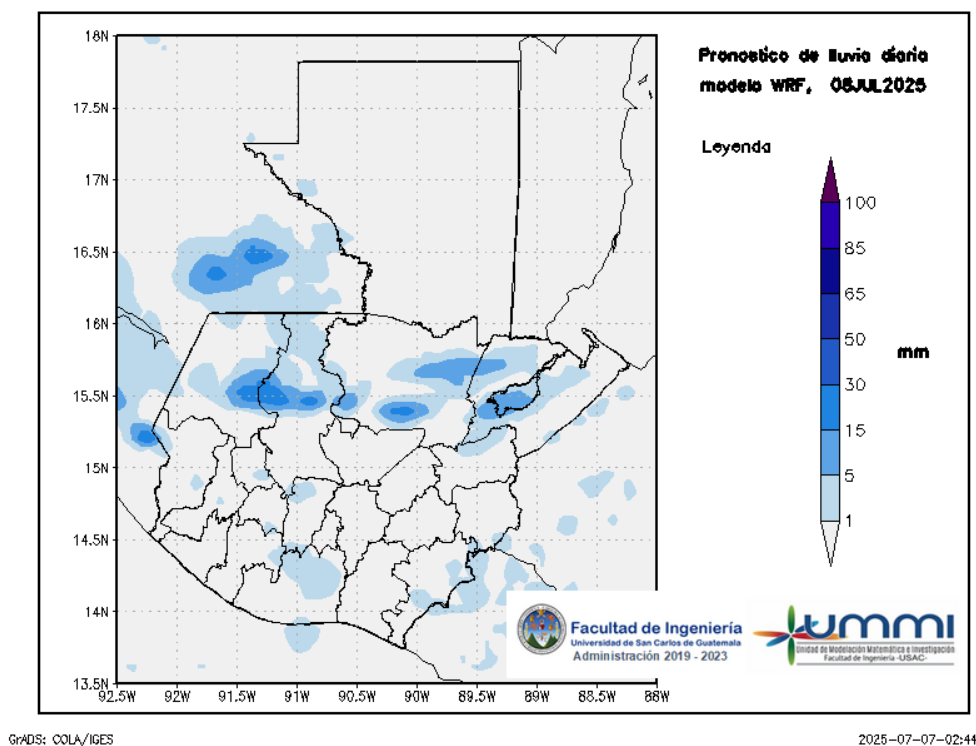 Pronostico de lluvia diaria
modelo WRF, 08JUL2025
Leyenda
100
85
65
50
30
15
5
1
mm
18N
17.5N
17N
16.5N
16N
15.5N
15N
14.5N
14N
13.5N
92.5W
92W
91.5W
91W
90.5W
90W
89.5W
89W
88.5W
88W
Facultad de Ingeniería
Universidad de San Carlos de Guatemala
Administración 2019 - 2023
ummi
Unidad de Modelación Matemática e Investigación
Facultad de Ingeniería -USAC-
GrADS: COLA/IGES
2025-07-07-02:44